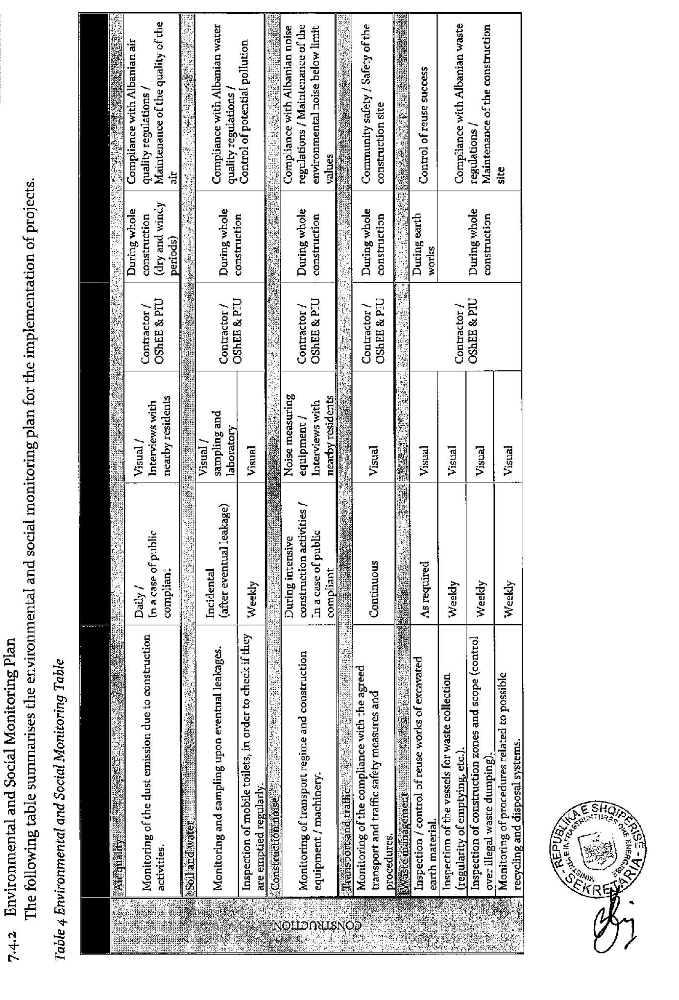 7.4.2 Environmental and Social Monitoring Plan
The following table summarises the environmental and social monitoring plan for the implementation of projects.
Table 4 Environmental and Social Monitoring Table
CONSTRUCTION
Air quality
Monitoring of the dust emission due to construction
activities.
Daily /
In a case of public
compliant
Visual /
Interviews with
nearby residents
Contractor /
OShEE & PIU
During whole
construction
(dry and windy
periods)
Compliance with Albanian air
quality regulations /
Maintenance of the quality of the
air
Soil and water
Monitoring and sampling upon eventual leakages.
Incidental
(after eventual leakage)
Visual /
sampling and
laboratory
Contractor /
OShEE & PIU
During whole
construction
Compliance with Albanian water
quality regulations /
Control of potential pollution
Inspection of mobile toilets, in order to check if they
are emptied regularly.
Weekly
Visual
Construction noise
Monitoring of transport regime and construction
equipment / machinery.
During intensive
construction activities /
In a case of public
compliant
Noise measuring
equipment /
Interviews with
nearby residents
Contractor /
OShEE & PIU
During whole
construction
Compliance with Albanian noise
regulations / Maintenance of the
environmental noise below limit
values
Transport and traffic
Monitoring of the compliance with the agreed
transport and traffic safety measures and
procedures.
Continuous
Visual
Contractor /
OShEE & PIU
During whole
construction
Community safety / Safety of the
construction site
Waste management
Inspection / control of reuse works of excavated
earth material.
As required
Visual
Contractor /
OShEE & PIU
During earth
works
Control of reuse success
Inspection of the vessels for waste collection
(regularity of emptying, etc.).
Weekly
Visual
During whole
construction
Compliance with Albanian waste
regulations /
Maintenance of the construction
site
Inspection of construction zones and scope (control
over illegal waste dumping).
Weekly
Visual
Monitoring of procedures related to possible
recycling and disposal systems.
Weekly
Visual
REPUBLIKA E SHQIPËRISË
MINISTRIA E INFRASTRUKTURËS DHE ENERGJISË
- SEKRETARIA -